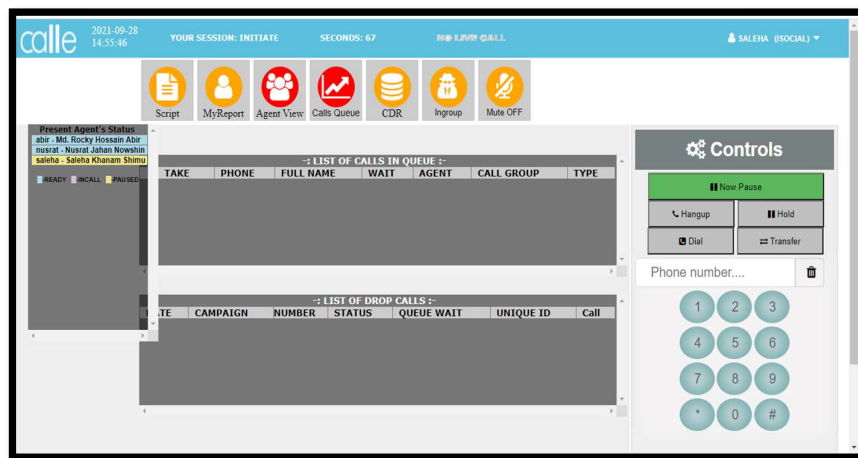 calle
2021-09-28
14:55:46
YOUR SESSION: INITIATE
SECONDS: 67
NO LIVE CALL
SALEHA (ISOCIAL)
Script
MyReport
Agent View
Calls Queue
CDR
Ingroup
Mute OFF
Present Agent's Status
abir - Md. Rocky Hossain Abir
nusrat - Nusrat Jahan Nowshin
saleha - Saleha Khanam Shimu
-READY -INCALL -PAUSED
-: LIST OF CALLS IN QUEUE :-
TAKE PHONE FULL NAME WAIT AGENT CALL GROUP TYPE
-: LIST OF DROP CALLS :-
CAMPAIGN NUMBER STATUS QUEUE WAIT UNIQUE ID Call
Controls
Now Pause
Hangup
Hold
Dial
Transfer
Phone number....
1 2 3
4 5 6
7 8 9
* 0 #